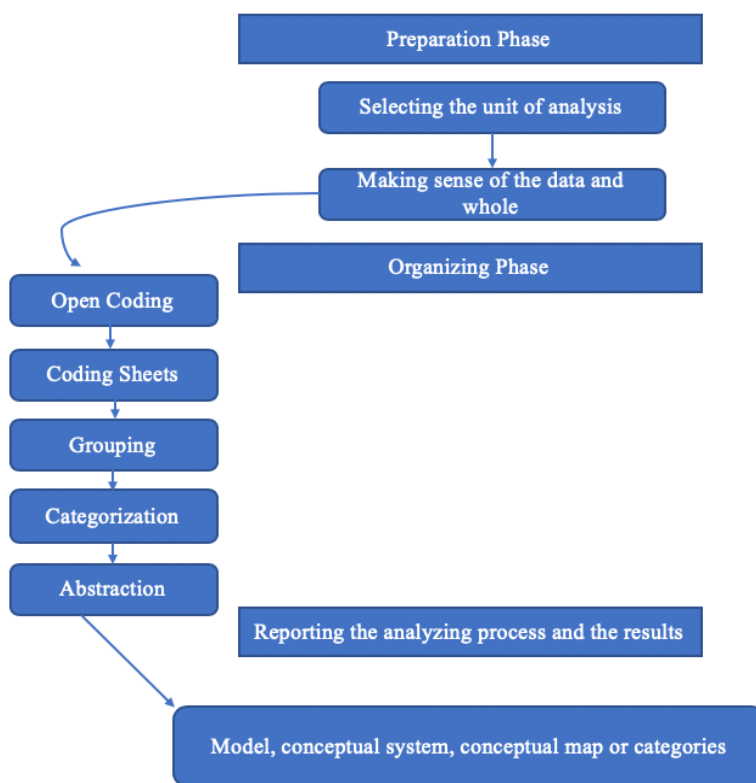 Preparation Phase
Selecting the unit of analysis
Making sense of the data and
whole
Organizing Phase
Open Coding
Coding Sheets
Grouping
Categorization
Abstraction
Reporting the analyzing process and the results
Model, conceptual system, conceptual map or categories